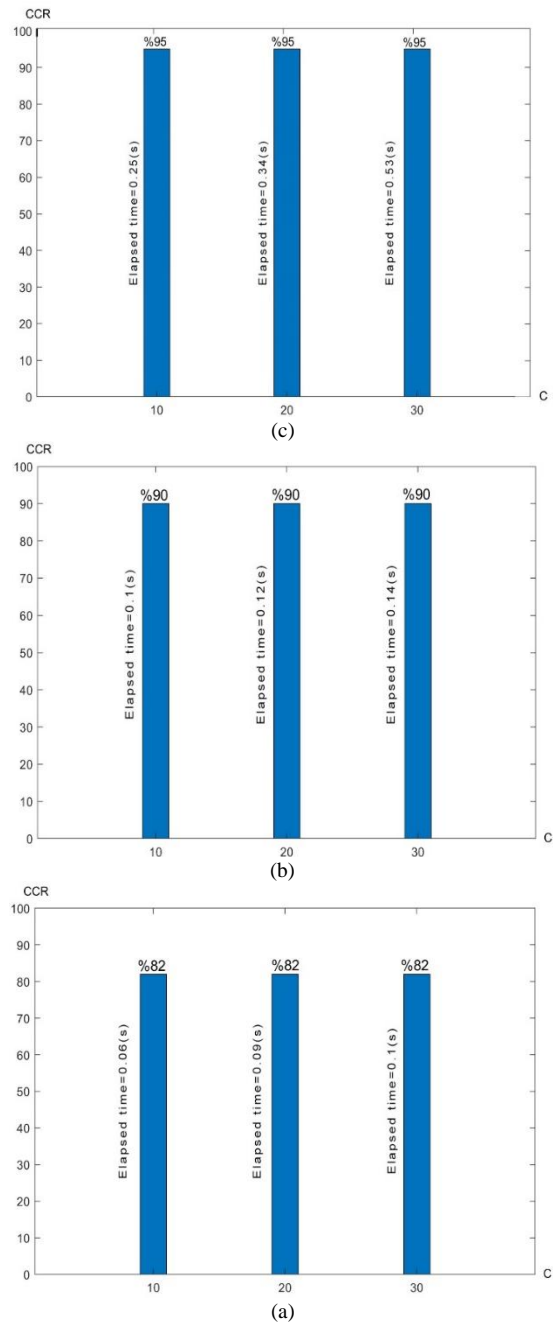 CCR
100
90
80
70
60
50
40
30
20
10
0
%95
%95
%95
Elapsed time=0.25(s)
Elapsed time=0.34(s)
Elapsed time=0.53(s)
10
20
30
C
(c)
CCR
100
90
80
70
60
50
40
30
20
10
0
%90
%90
%90
Elapsed time=0.1(s)
Elapsed time=0.12(s)
Elapsed time=0.14(s)
10
20
30
C
(b)
CCR
100
90
80
70
60
50
40
30
20
10
0
%82
%82
%82
Elapsed time=0.06(s)
Elapsed time=0.09(s)
Elapsed time=0.1(s)
10
20
30
C
(a)